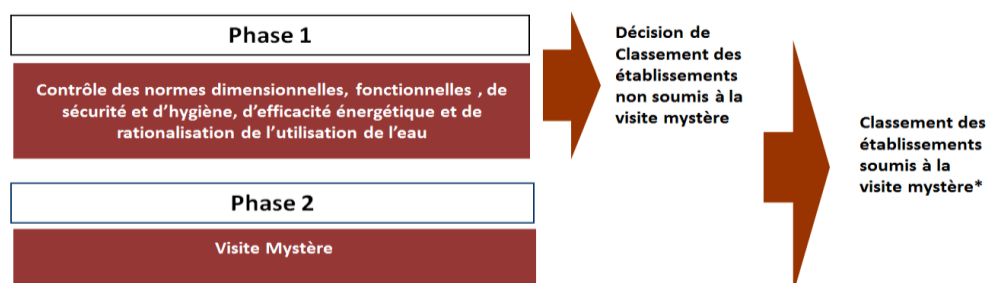 Phase 1
Contrôle des normes dimensionnelles, fonctionnelles , de
sécurité et d'hygiène, d'efficacité énergétique et de
rationalisation de l'utilisation de l'eau
Décision de
Classement des
établissements
non soumis à la
visite mystère
Phase 2
Visite Mystère
Classement des
établissements
soumis à la
visite mystère*